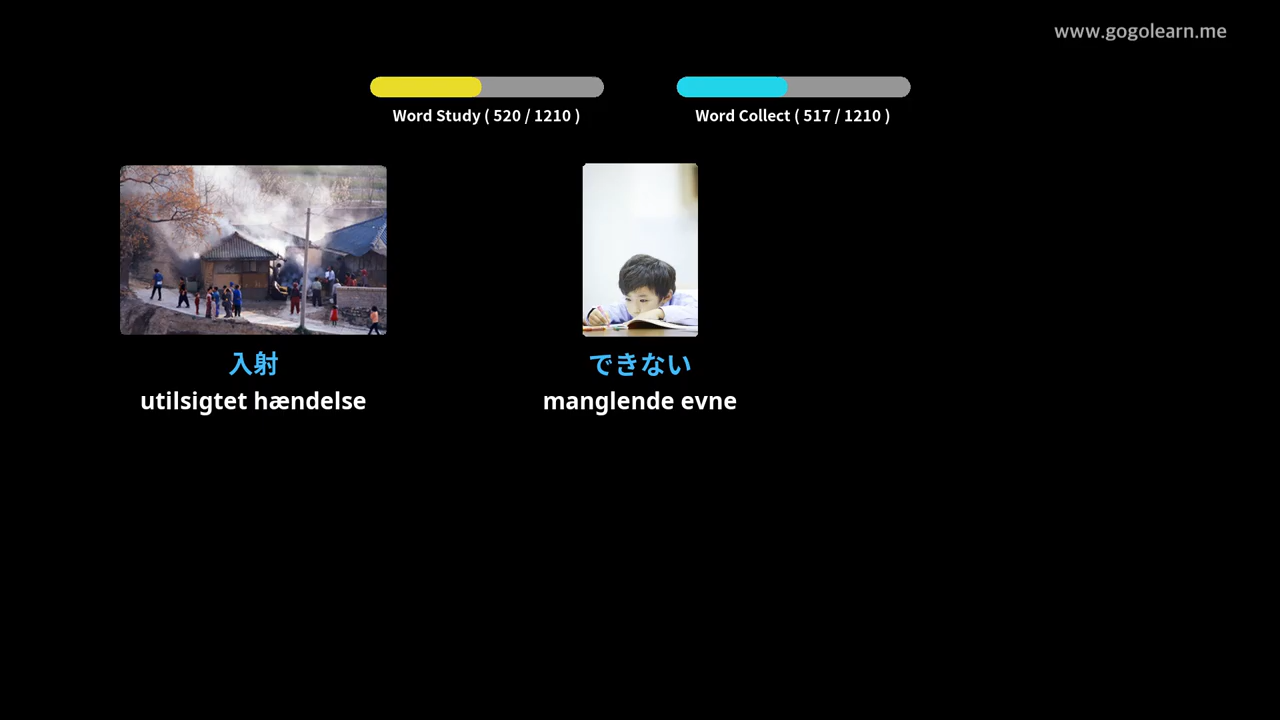 www.gogolearn.me
Word Study ( 520 / 1210 )
Word Collect ( 517 / 1210 )
入射
utilsigtet hændelse
できない
manglende evne